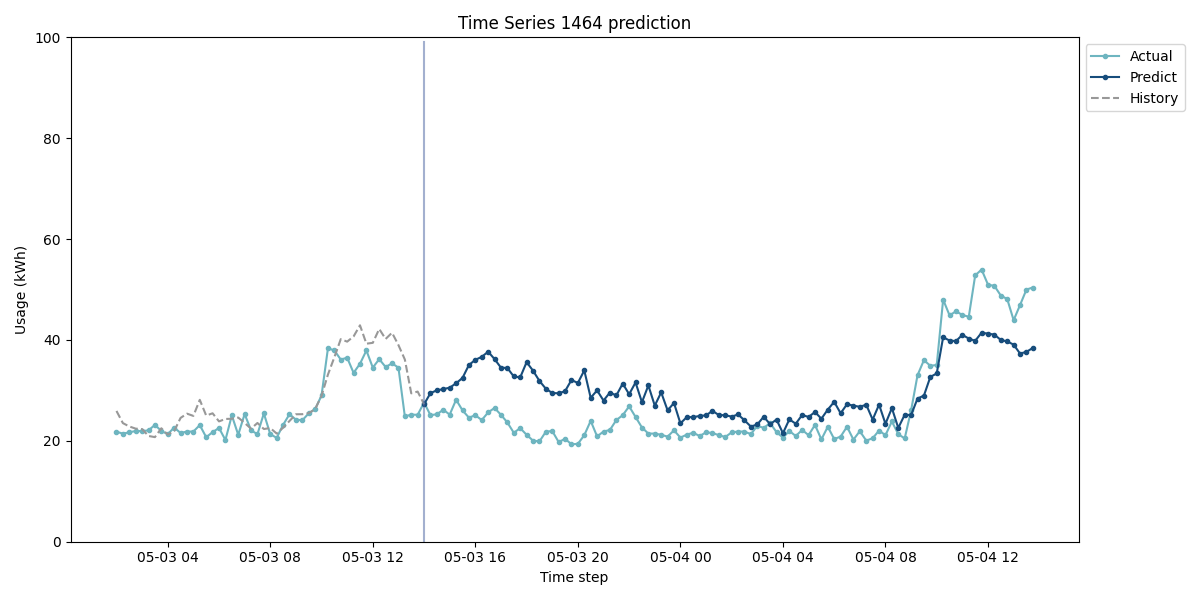 Time Series 1464 prediction
100
80
60
40
20
0
Usage (kWh)
05-03 04
05-03 08
05-03 12
05-03 16
05-03 20
05-04 00
05-04 04
05-04 08
05-04 12
Time step
Actual
Predict
History